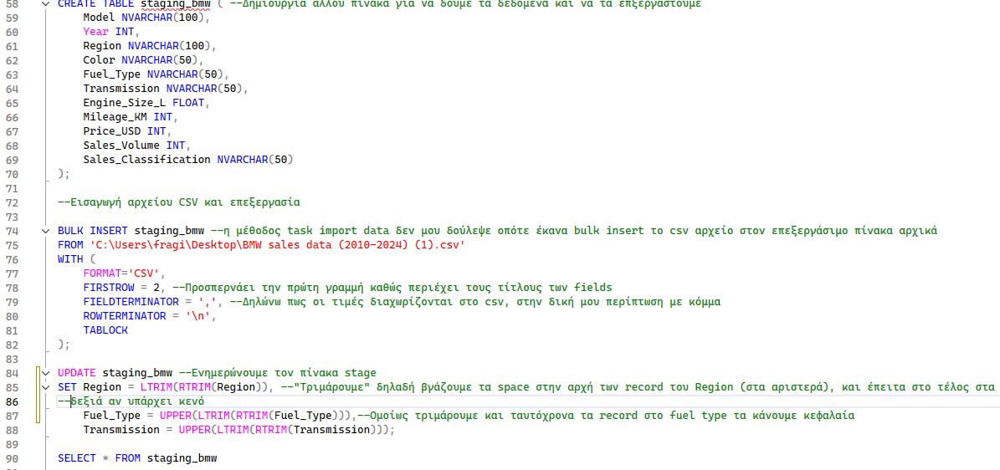 58 CREATE TABLE staging_bmw ( --Δημιουργία άλλου πίνακα για να δούμε τα δεδομένα και να τα επεξεργαστούμε
59 Model NVARCHAR(100),
60 Year INT,
61 Region NVARCHAR(100),
62 Color NVARCHAR(50),
63 Fuel_Type NVARCHAR(50),
64 Transmission NVARCHAR(50),
65 Engine_Size_L FLOAT,
66 Mileage_KM INT,
67 Price_USD INT,
68 Sales_Volume INT,
69 Sales_Classification NVARCHAR(50)
70 );
71
72 --Εισαγωγή αρχείου CSV και επεξεργασία
73
74 BULK INSERT staging_bmw --η μέθοδος task import data δεν μου δούλεψε οπότε έκανα bulk insert το csv αρχείο στον επεξεργάσιμο πίνακα αρχικά
75 FROM 'C:\Users\fragi\Desktop\BMW sales data (2010-2024) (1).csv'
76 WITH (
77 FORMAT='CSV',
78 FIRSTROW = 2, --Προσπερνάει την πρώτη γραμμή καθώς περιέχει τους τίτλους των fields
79 FIELDTERMINATOR = ',', --Δηλώνω πως οι τιμές διαχωρίζονται στο csv, στην δική μου περίπτωση με κόμμα
80 ROWTERMINATOR = '\n',
81 TABLOCK
82 );
83
84 UPDATE staging_bmw --Ενημερώνουμε τον πίνακα stage
85 SET Region = LTRIM(RTRIM(Region)), --"Τριμάρουμε" δηλαδή βγάζουμε τα space στην αρχή των record του Region (στα αριστερά), και έπειτα στο τέλος στα
86 --δεξιά αν υπάρχει κενό
87 Fuel_Type = UPPER(LTRIM(RTRIM(Fuel_Type))),--Ομοίως τριμάρουμε και ταυτόχρονα τα record στο fuel type τα κάνουμε κεφαλαία
88 Transmission = UPPER(LTRIM(RTRIM(Transmission)));
89
90 SELECT * FROM staging_bmw